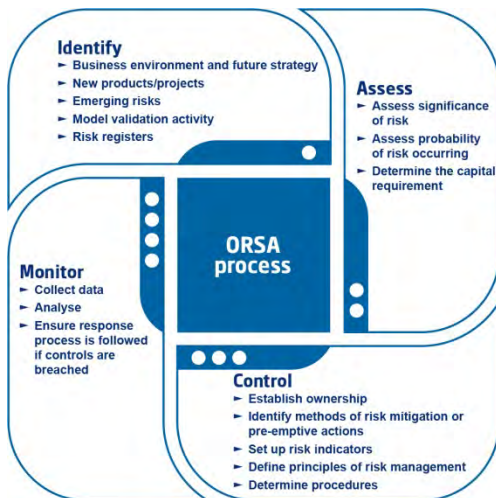 Identify
► Business environment and future strategy
► New products/projects
► Emerging risks
► Model validation activity
► Risk registers
Assess
► Assess significance
of risk
► Assess probability
of risk occurring
► Determine the capital
requirement
ORSA
process
Monitor
► Collect data
► Analyse
► Ensure response
process is followed
if controls are
breached
Control
► Establish ownership
► Identify methods of risk mitigation or
pre-emptive actions
► Set up risk indicators
► Define principles of risk management
► Determine procedures